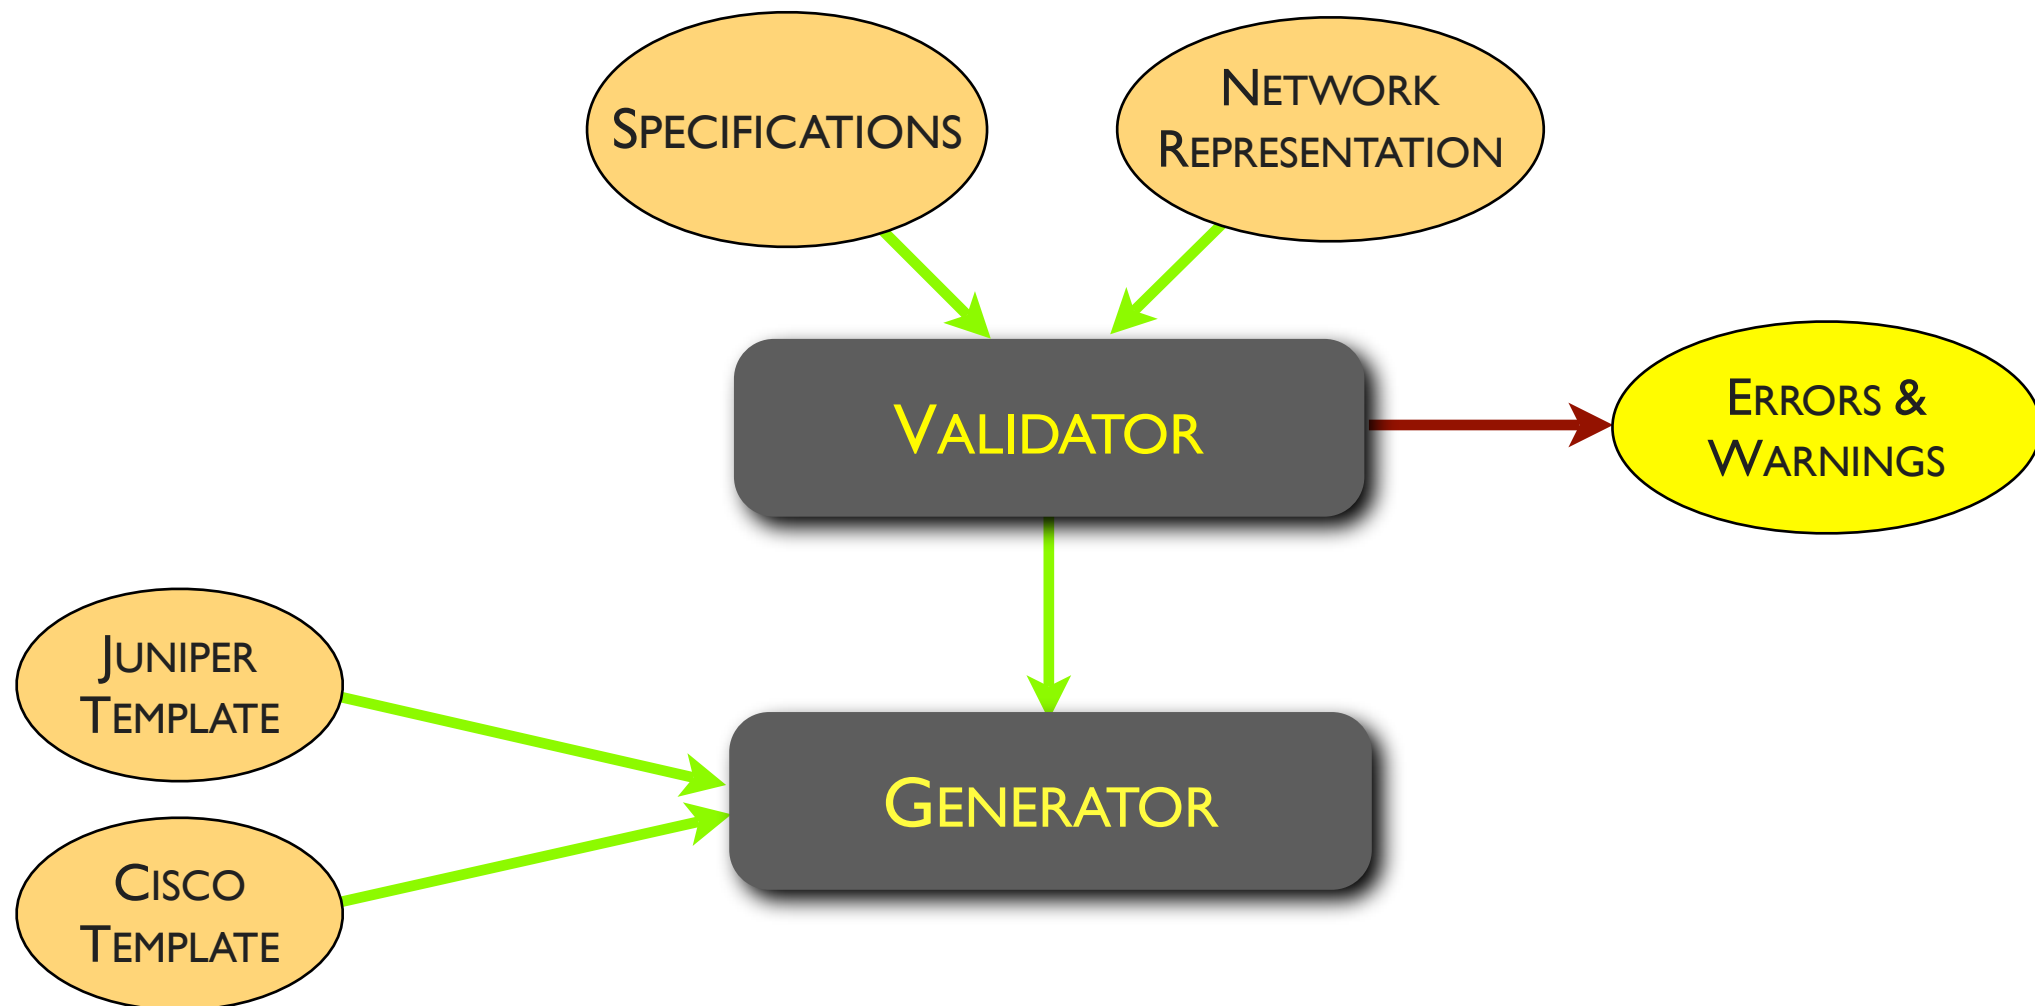 SPECIFICATIONS
NETWORK
REPRESENTATION
VALIDATOR
ERRORS &
WARNINGS
JUNIPER
TEMPLATE
GENERATOR
CISCO
TEMPLATE